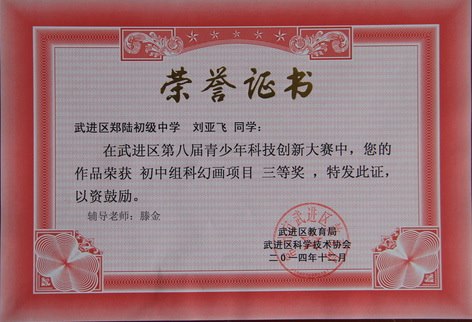 荣誉证书
武进区郑陆初级中学 刘亚飞 同学：
在武进区第八届青少年科技创新大赛中，您的
作品荣获 初中组科幻画项目 三等奖 ，特发此证，
以资鼓励。
辅导老师：滕金
武进区教育局
武进区科学技术协会
二〇一四年十二月